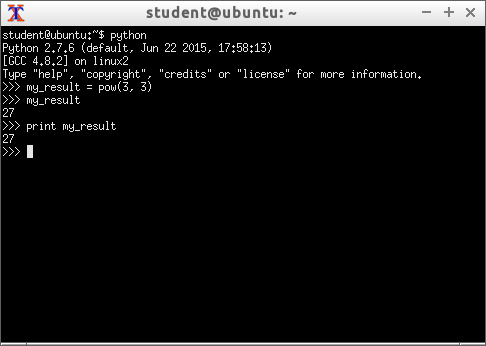 student@ubuntu: ~
student@ubuntu:~$ python
Python 2.7.6 (default, Jun 22 2015, 17:58:13)
[GCC 4.8.2] on linux2
Type "help", "copyright", "credits" or "license" for more information.
>>> my_result = pow(3, 3)
>>> my_result
27
>>> print my_result
27
>>>